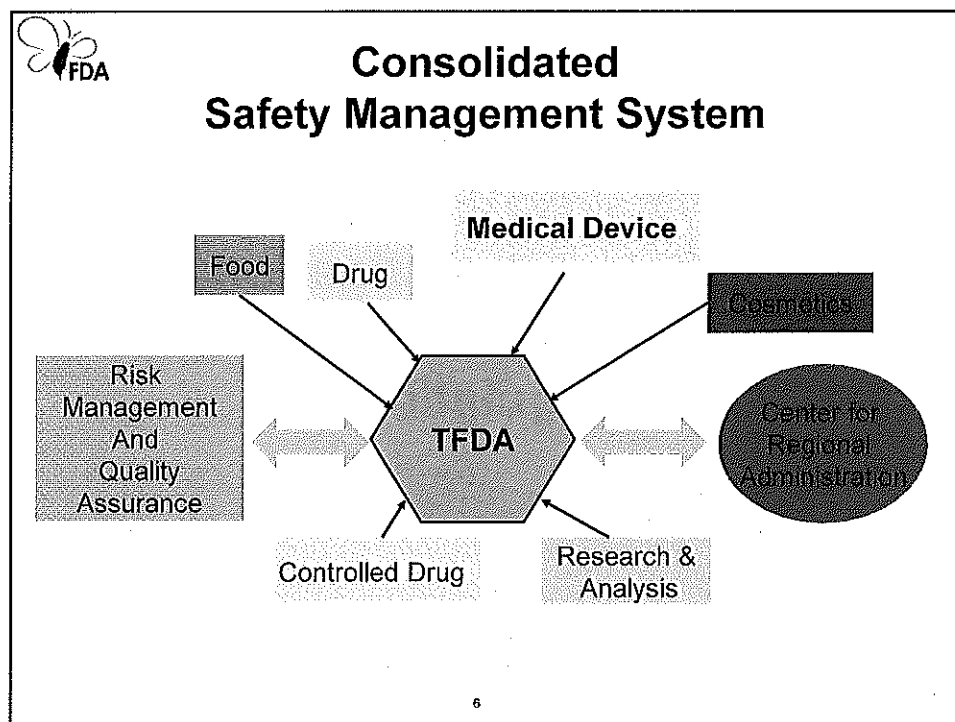 FDA
Consolidated
Safety Management System
Medical Device
Food
Drug
Cosmetics
Risk
Management
And
Quality
Assurance
TFDA
Center for
Regional
Administration
Controlled Drug
Research &
Analysis
6